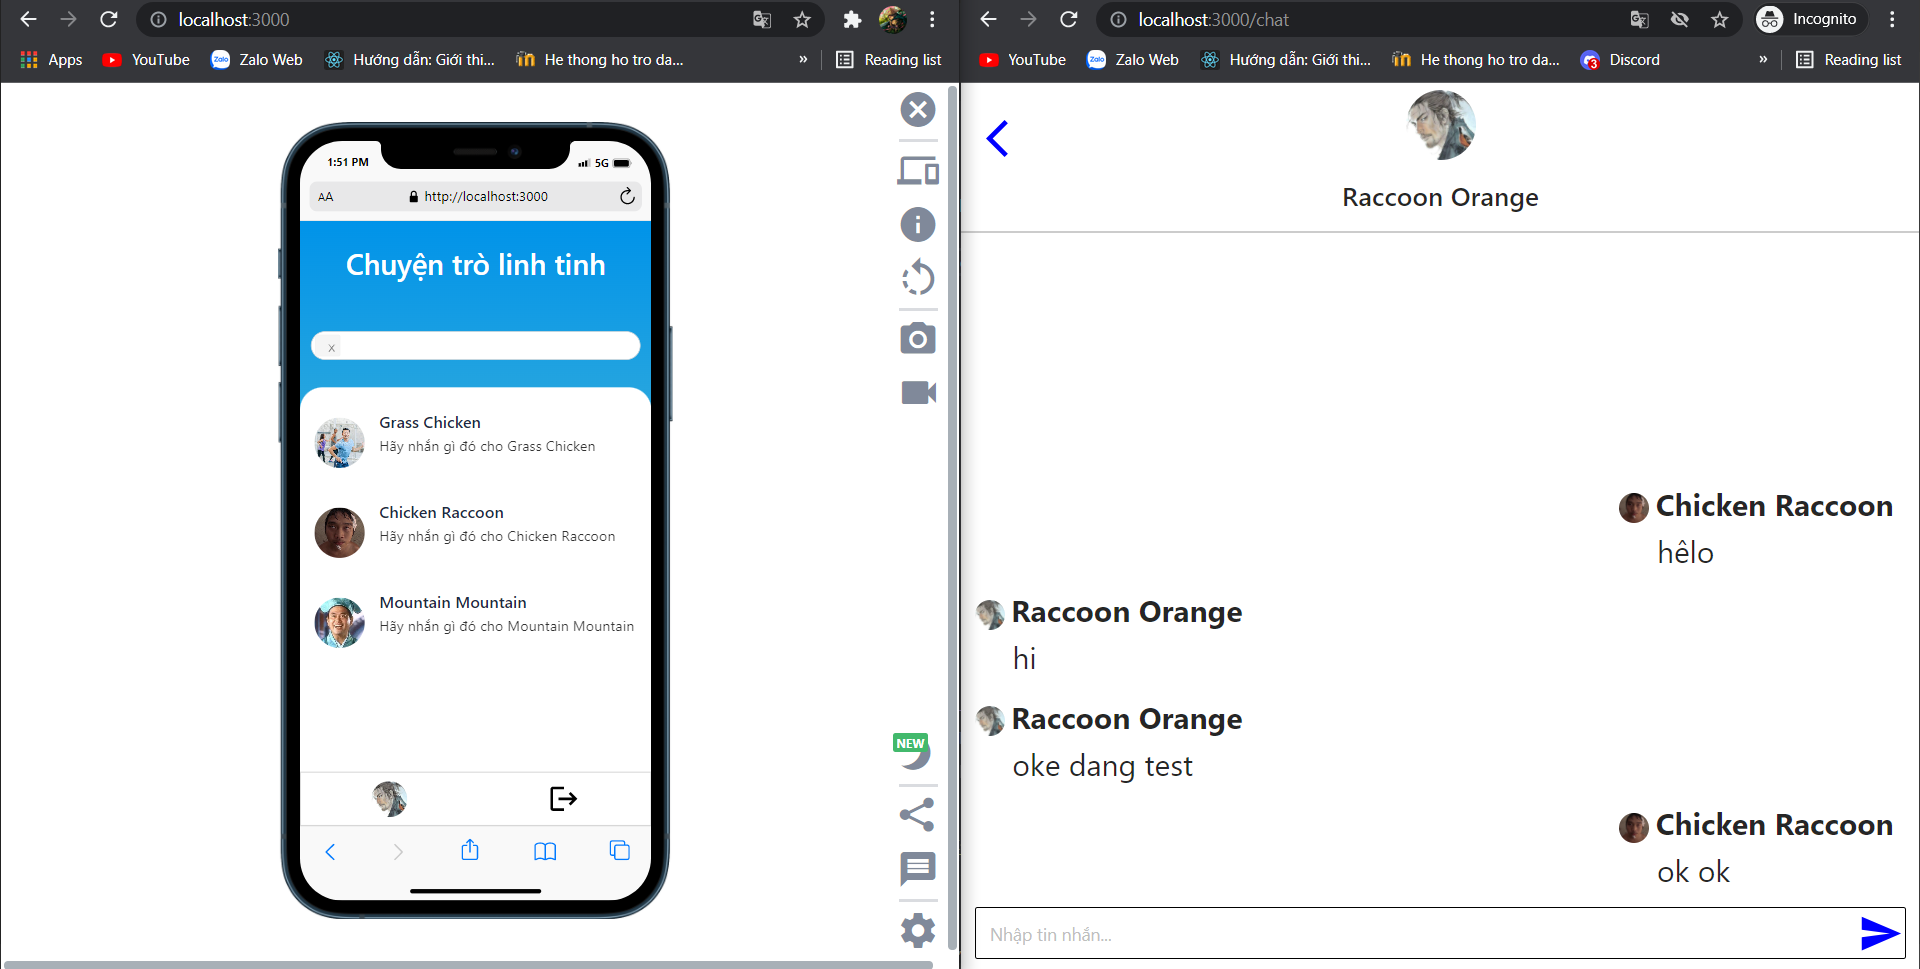 localhost:3000
Apps
YouTube
Zalo
Zalo Web
Hướng dẫn: Giới thi...
He thong ho tro da...
»
Reading list
1:51 PM
5G
AA
http://localhost:3000
Chuyện trò linh tinh
x
Grass Chicken
Hãy nhắn gì đó cho Grass Chicken
Chicken Raccoon
Hãy nhắn gì đó cho Chicken Raccoon
Mountain Mountain
Hãy nhắn gì đó cho Mountain Mountain
NEW
localhost:3000/chat
Incognito
YouTube
Zalo
Zalo Web
Hướng dẫn: Giới thi...
He thong ho tro da...
3
Discord
»
Reading list
Raccoon Orange
Chicken Raccoon
hêlo
Raccoon Orange
hi
Raccoon Orange
oke dang test
Chicken Raccoon
ok ok
Nhập tin nhắn...